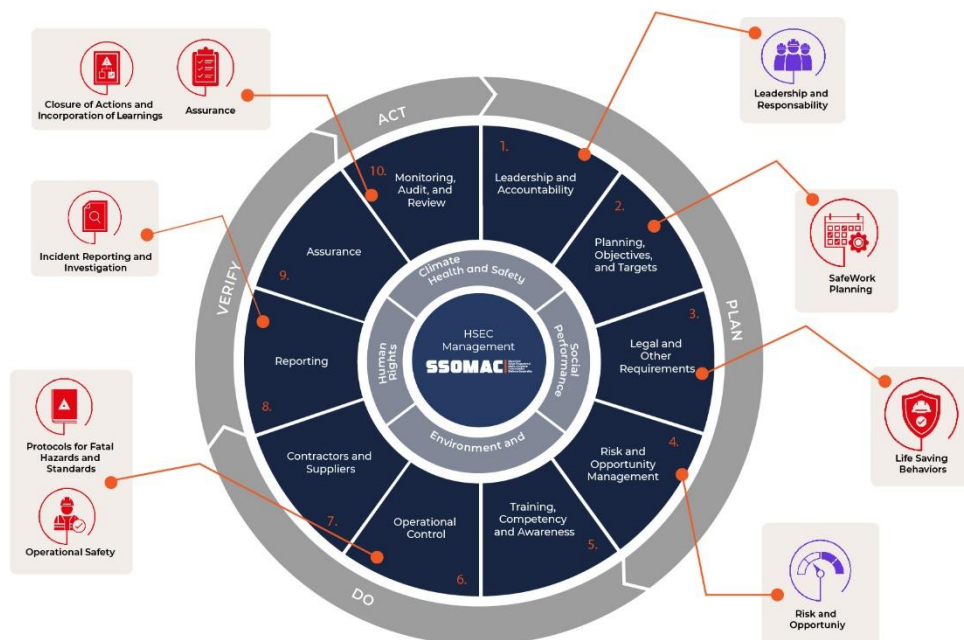 Closure of Actions and
Incorporation of Learnings
Assurance
Leadership and
Responsability
Incident Reporting and
Investigation
SafeWork
Planning
Protocols for Fatal
Hazards and
Standards
Operational Safety
Life Saving
Behaviors
Risk and
Opportuniy
ACT
PLAN
DO
VERIFY
1.
Leadership and
Accountability
2.
Planning,
Objectives,
and Targets
3.
Legal and
Other
Requirements
4.
Risk and
Opportunity
Management
5.
Training,
Competency
and Awareness
6.
Operational
Control
7.
Contractors and
Suppliers
8.
Reporting
9.
Assurance
10.
Monitoring,
Audit, and
Review
Climate
Health and Safety
Social
Performance
Environment and
Human
Rights
HSEC
Management
SSOMAC